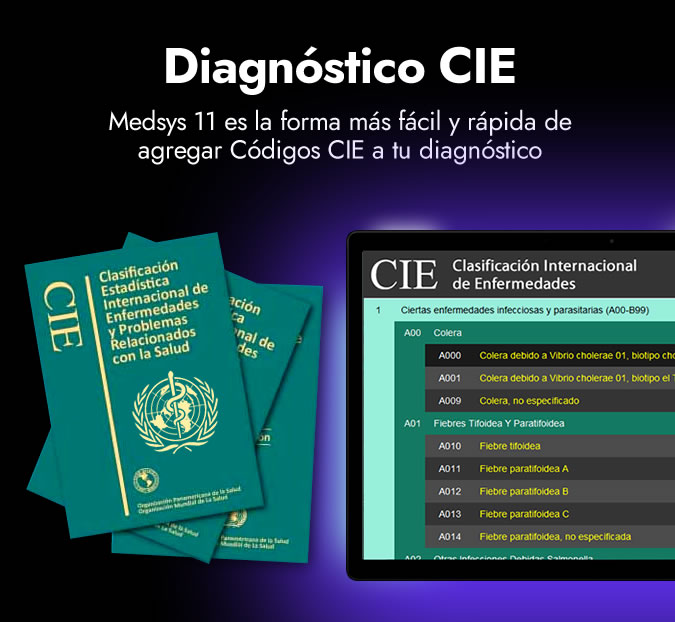 Diagnóstico CIE
Medsys 11 es la forma más fácil y rápida de
agregar Códigos CIE a tu diagnóstico
CIE
Clasificación
Estadística
Internacional de
Enfermedades
y Problemas
Relacionados
con la Salud
Organización Panamericana de la Salud
Organización Mundial de La Salud
CIE Clasificación Internacional
de Enfermedades
1 Ciertas enfermedades infecciosas y parasitarias (A00-B99)
A00 Colera
A000 Colera debido a Vibrio cholerae 01, biotipo cho
A001 Colera debido a Vibrio cholerae 01, biotipo el T
A009 Colera, no especificado
A01 Fiebres Tifoidea Y Paratifoidea
A010 Fiebre tifoidea
A011 Fiebre paratifoidea A
A012 Fiebre paratifoidea B
A013 Fiebre paratifoidea C
A014 Fiebre paratifoidea, no especificada
A02 Otras Infecciones Debidas Salmonella